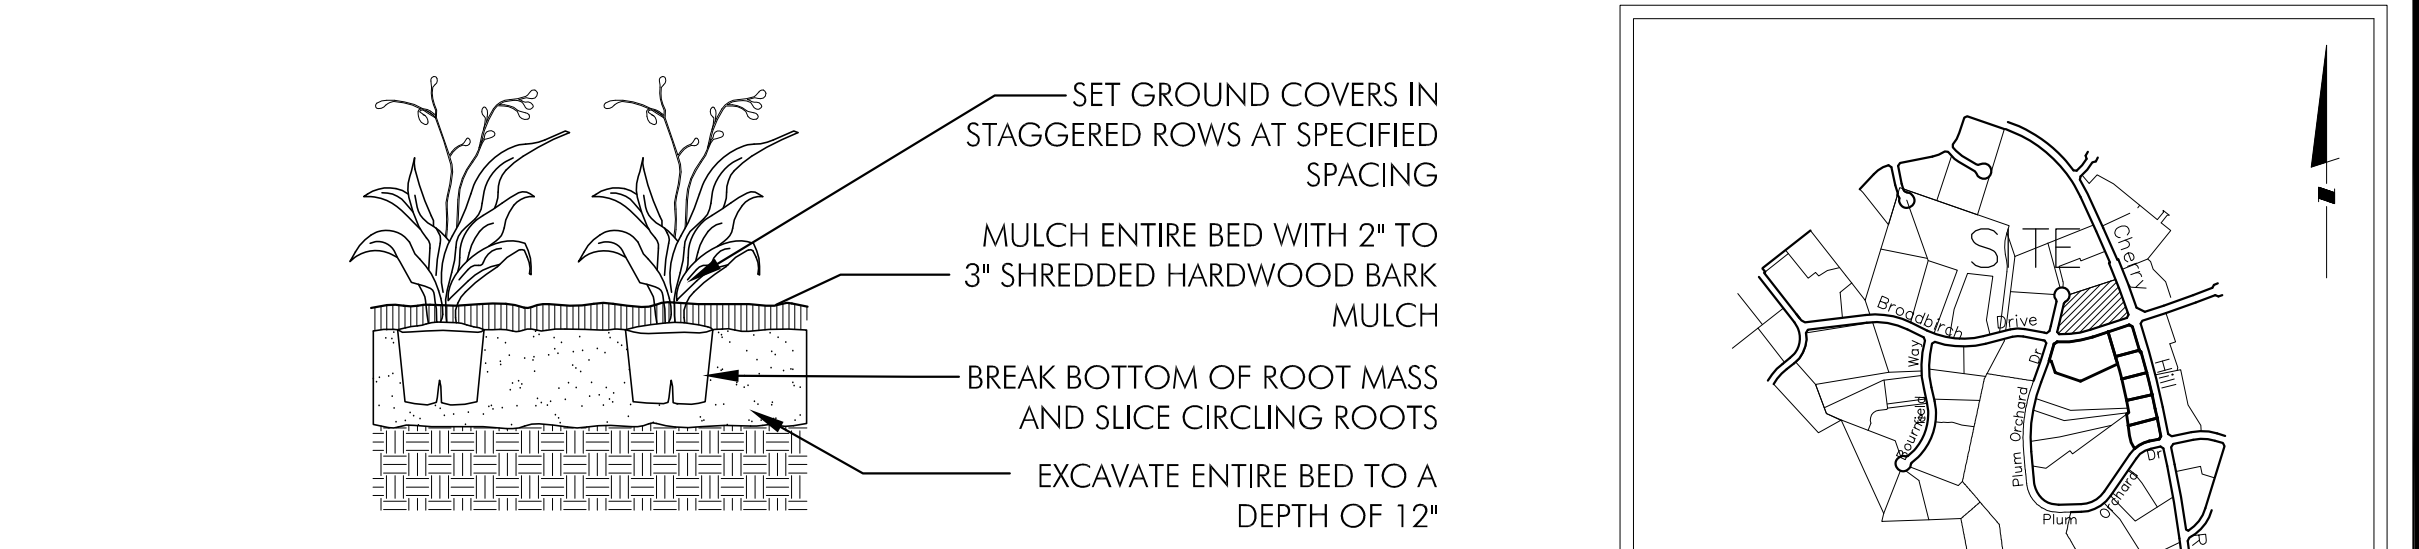 SET GROUND COVERS IN
STAGGERED ROWS AT SPECIFIED
SPACING
MULCH ENTIRE BED WITH 2" TO
3" SHREDDED HARDWOOD BARK
MULCH
BREAK BOTTOM OF ROOT MASS
AND SLICE CIRCLING ROOTS
EXCAVATE ENTIRE BED TO A
DEPTH OF 12"
SITE
Cherry
Hill
Broadbirch
Drive
Way
Dr
Plum Orchard
Dr
Orchard
Plum
R